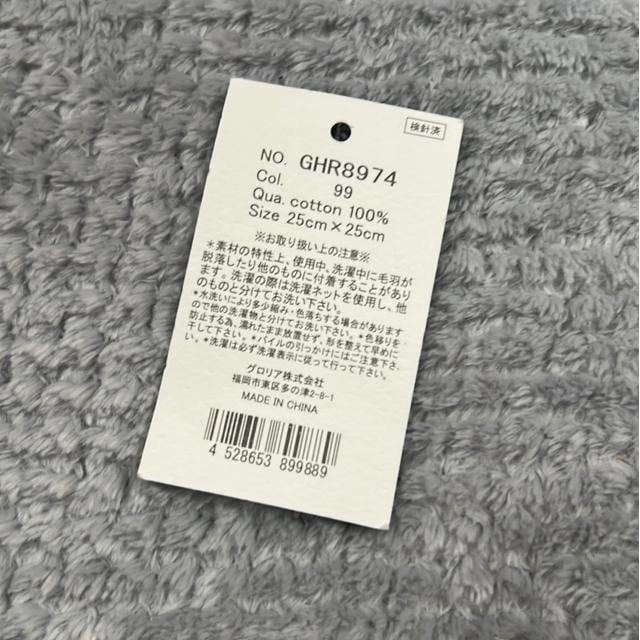 検針済
NO. GHR8974
Col. 99
Qua. cotton 100%
Size 25cm×25cm
※お取り扱い上の注意※
*素材の特性上、使用中、洗濯中に毛羽が
脱落したり他のものに付着することがあり
ます。洗濯の際は洗濯ネットを使用し、他
のものと分けてお洗い下さい。
*水洗いにより多少縮み・色落ちする場合があります
ので他の洗濯物と分けてお洗い下さい。*色移りを
防止する為、濡れたまま放置せず、形を整えて早めに
干して下さい。*パイルの引っかけにはご注意下さ
い。*洗濯は必ず洗濯表示に従って行って下さい。
グロリア株式会社
福岡市東区多の津2-8-1
MADE IN CHINA
4 528653 899889